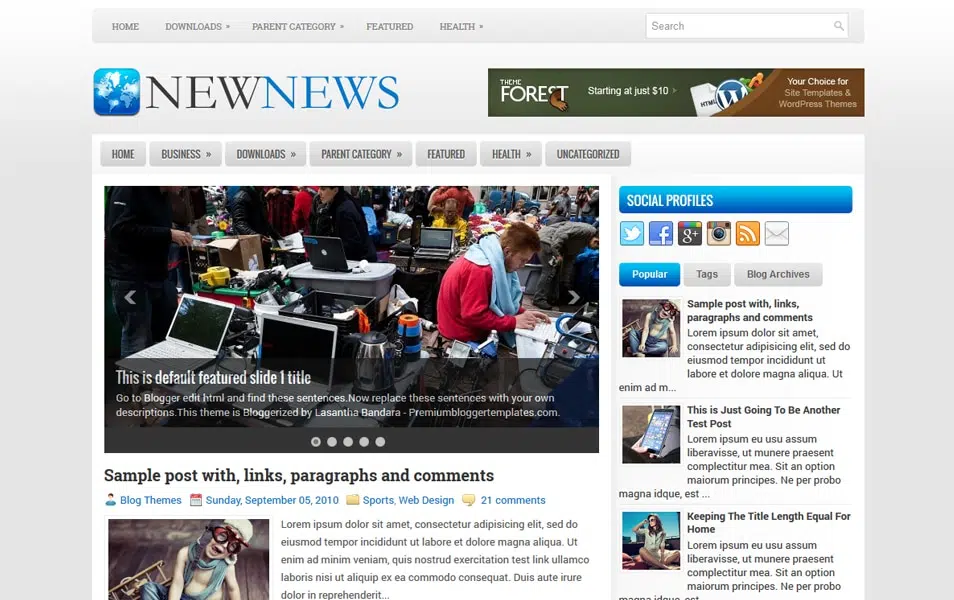 HOME DOWNLOADS » PARENT CATEGORY » FEATURED HEALTH » Search
NEWNEWS
THEME
FOREST
Starting at just $10
HTML
Your Choice for
Site Templates &
WordPress Themes
HOME BUSINESS » DOWNLOADS » PARENT CATEGORY » FEATURED HEALTH » UNCATEGORIZED
This is default featured slide 1 title
Go to Blogger edit html and find these sentences.Now replace these sentences with your own
descriptions.This theme is Bloggerized by Lasantha Bandara - Premiumbloggertemplates.com.
Sample post with, links, paragraphs and comments
Blog Themes Sunday, September 05, 2010 Sports, Web Design 21 comments
Lorem ipsum dolor sit amet, consectetur adipisicing elit, sed do
eiusmod tempor incididunt ut labore et dolore magna aliqua. Ut
enim ad minim veniam, quis nostrud exercitation test link ullamco
laboris nisi ut aliquip ex ea commodo consequat. Duis aute irure
dolor in reprehenderit...
SOCIAL PROFILES
Popular Tags Blog Archives
Sample post with, links,
paragraphs and comments
Lorem ipsum dolor sit amet,
consectetur adipisicing elit, sed do
eiusmod tempor incididunt ut
labore et dolore magna aliqua. Ut
enim ad m...
This is Just Going To Be Another
Test Post
Lorem ipsum eu usu assum
liberavisse, ut munere praesent
complectitur mea. Sit an option
maiorum principes. Ne per probo
magna idque, est ...
Keeping The Title Length Equal For
Home
Lorem ipsum eu usu assum
liberavisse, ut munere praesent
complectitur mea. Sit an option
maiorum principes. Ne per probo
magna idque, est ...